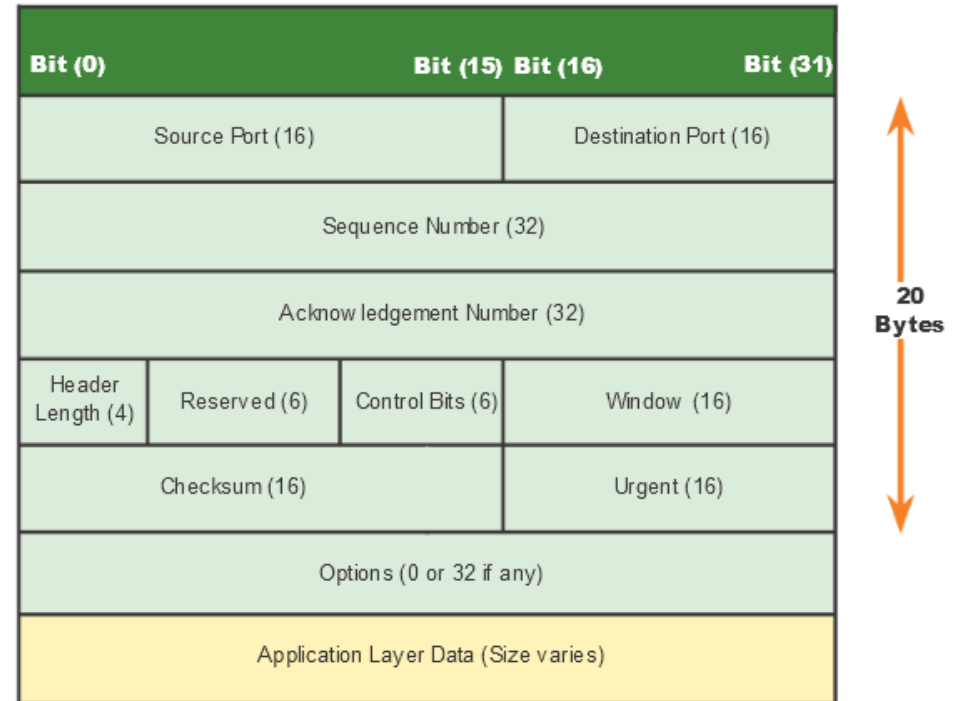 Bit (0) Bit (15) Bit (16) Bit (31)
Source Port (16) Destination Port (16)
Sequence Number (32)
Acknowledgement Number (32)
20
Bytes
Header
Length (4) Reserved (6) Control Bits (6) Window (16)
Checksum (16) Urgent (16)
Options (0 or 32 if any)
Application Layer Data (Size varies)